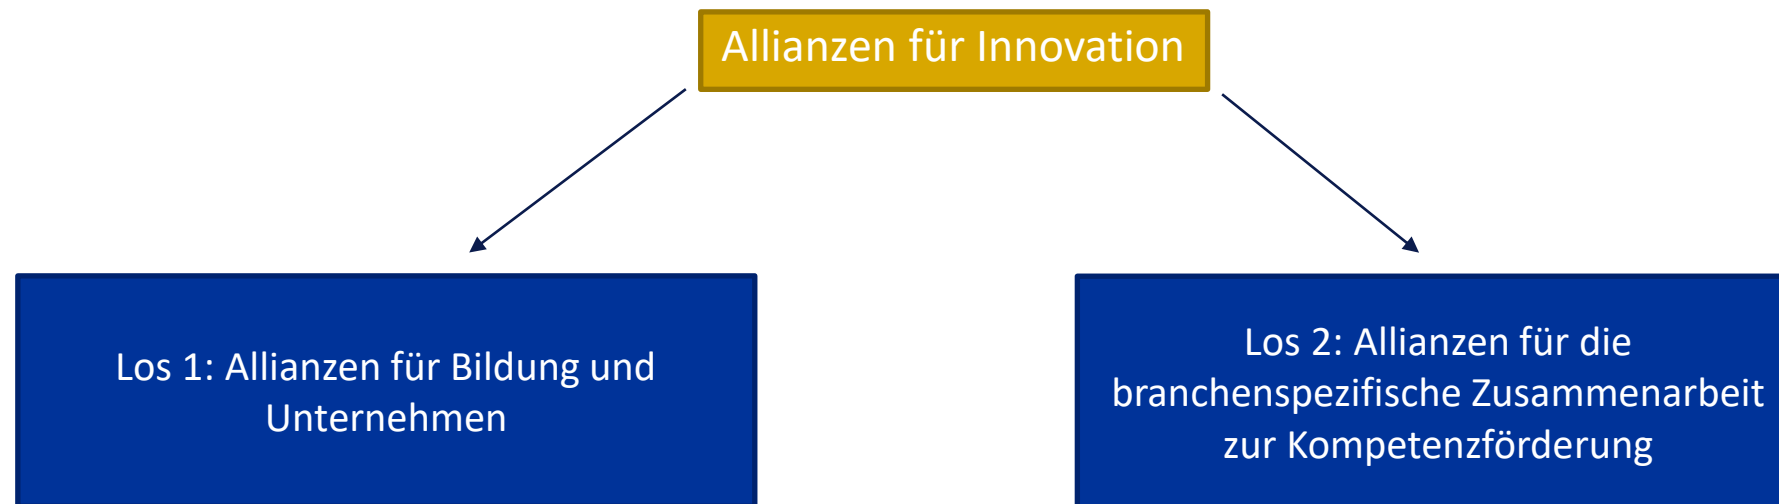 Allianzen für Innovation
Los 1: Allianzen für Bildung und
Unternehmen
Los 2: Allianzen für die
branchenspezifische Zusammenarbeit
zur Kompetenzförderung